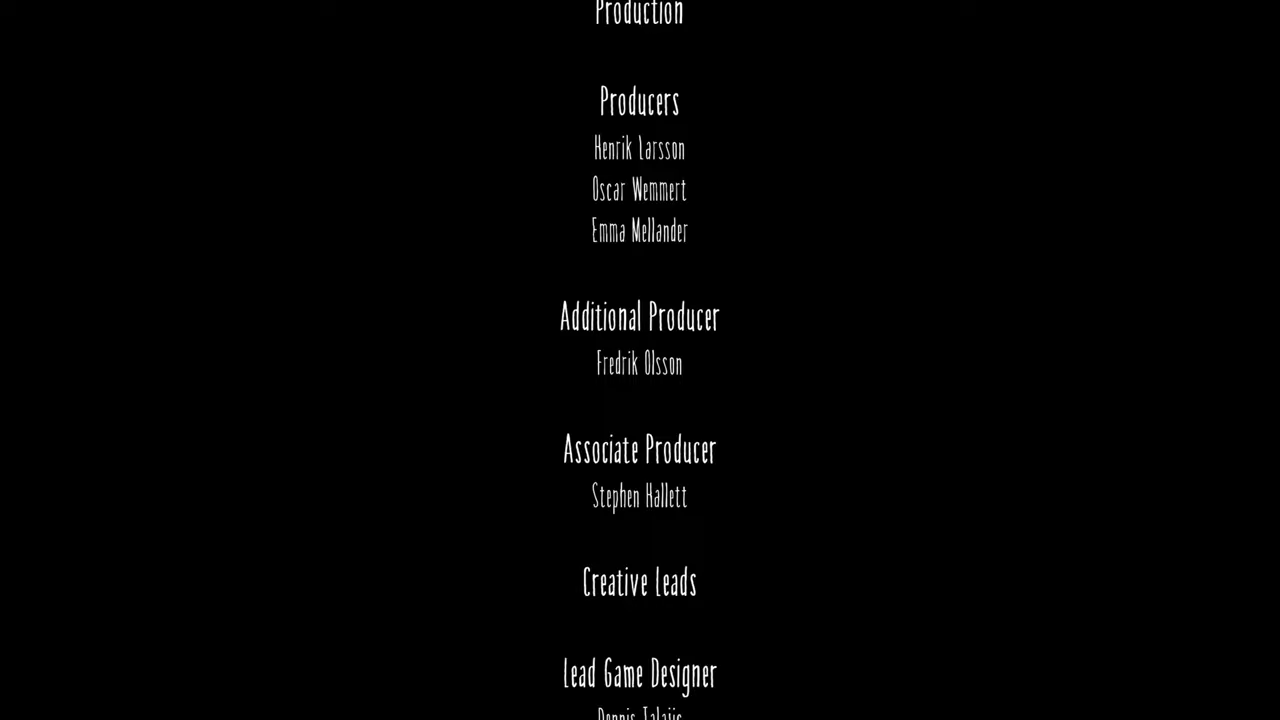 Production
Producers
Henrik Larsson
Oscar Wemmert
Emma Mellander
Additional Producer
Fredrik Olsson
Associate Producer
Stephen Hallett
Creative Leads
Lead Game Designer
Dennis